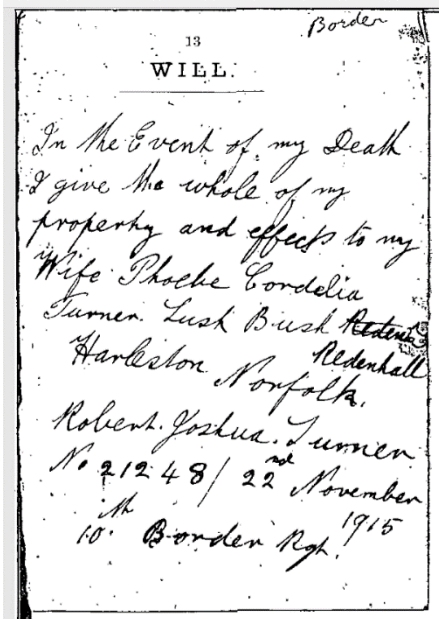 Border
13
WILL.
In the Event of my Death
I give the whole of my
property and effects to my
Wife Phoebe Cordelia
Turner. Lush Bush
Redenhall
Harleston Norfolk.
Robert. Joshua. Turner
No 21248/ 22nd November
1915
10th Border Rgt.